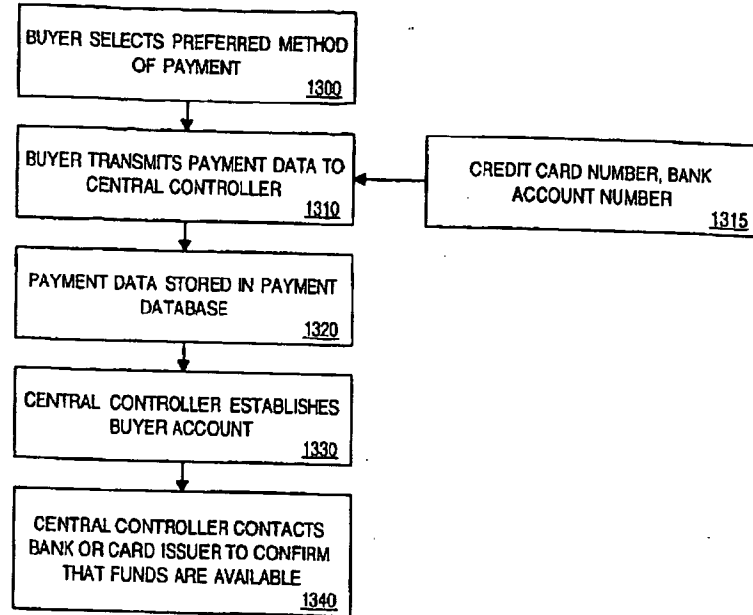 BUYER SELECTS PREFERRED METHOD
OF PAYMENT
1300
BUYER TRANSMITS PAYMENT DATA TO
CENTRAL CONTROLLER
1310
CREDIT CARD NUMBER, BANK
ACCOUNT NUMBER
1315
PAYMENT DATA STORED IN PAYMENT
DATABASE
1320
CENTRAL CONTROLLER ESTABLISHES
BUYER ACCOUNT
1330
CENTRAL CONTROLLER CONTACTS
BANK OR CARD ISSUER TO CONFIRM
THAT FUNDS ARE AVAILABLE
1340